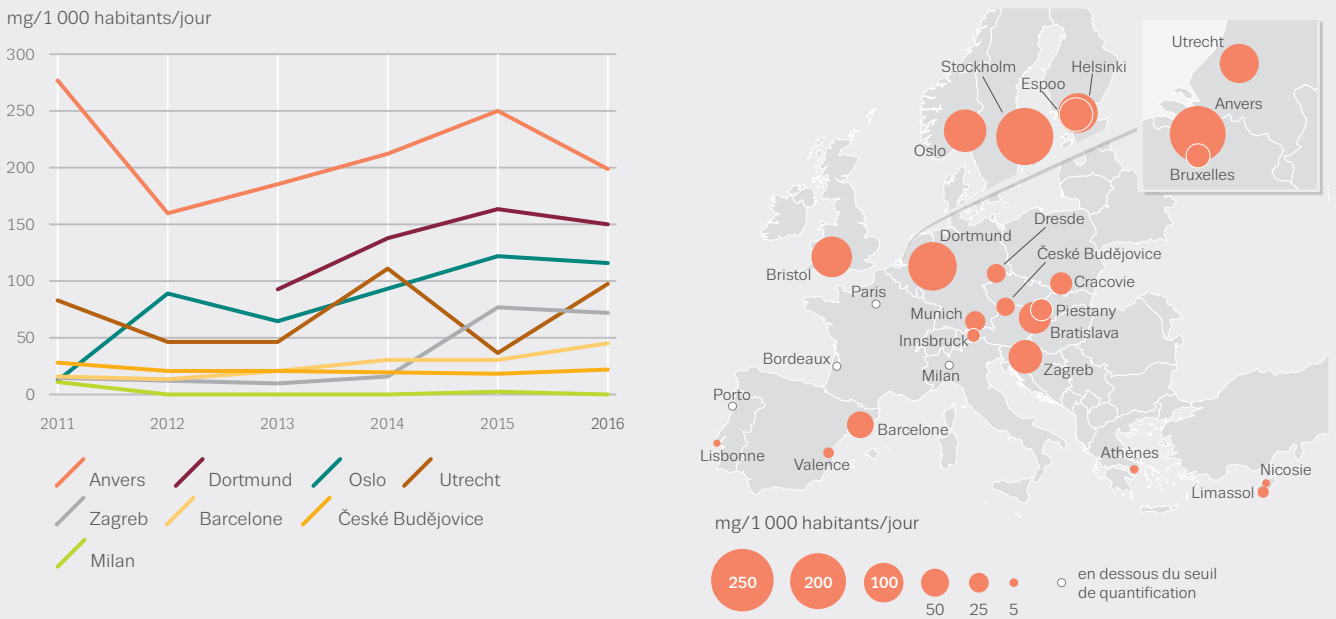 mg/1 000 habitants/jour
300
250
200
150
100
50
0
2011 2012 2013 2014 2015 2016
Anvers Dortmund Oslo Utrecht
Zagreb Barcelone České Budějovice
Milan
Utrecht
Anvers
Bruxelles
Stockholm
Espoo
Helsinki
Oslo
Bristol
Dortmund
Dresde
České Budějovice
Cracovie
Paris
Munich
Piestany
Bratislava
Innsbruck
Bordeaux
Milan
Zagreb
Porto
Barcelone
Lisbonne
Valence
Athènes
Nicosie
Limassol
mg/1 000 habitants/jour
250 200 100 50 25 5
en dessous du seuil
de quantification